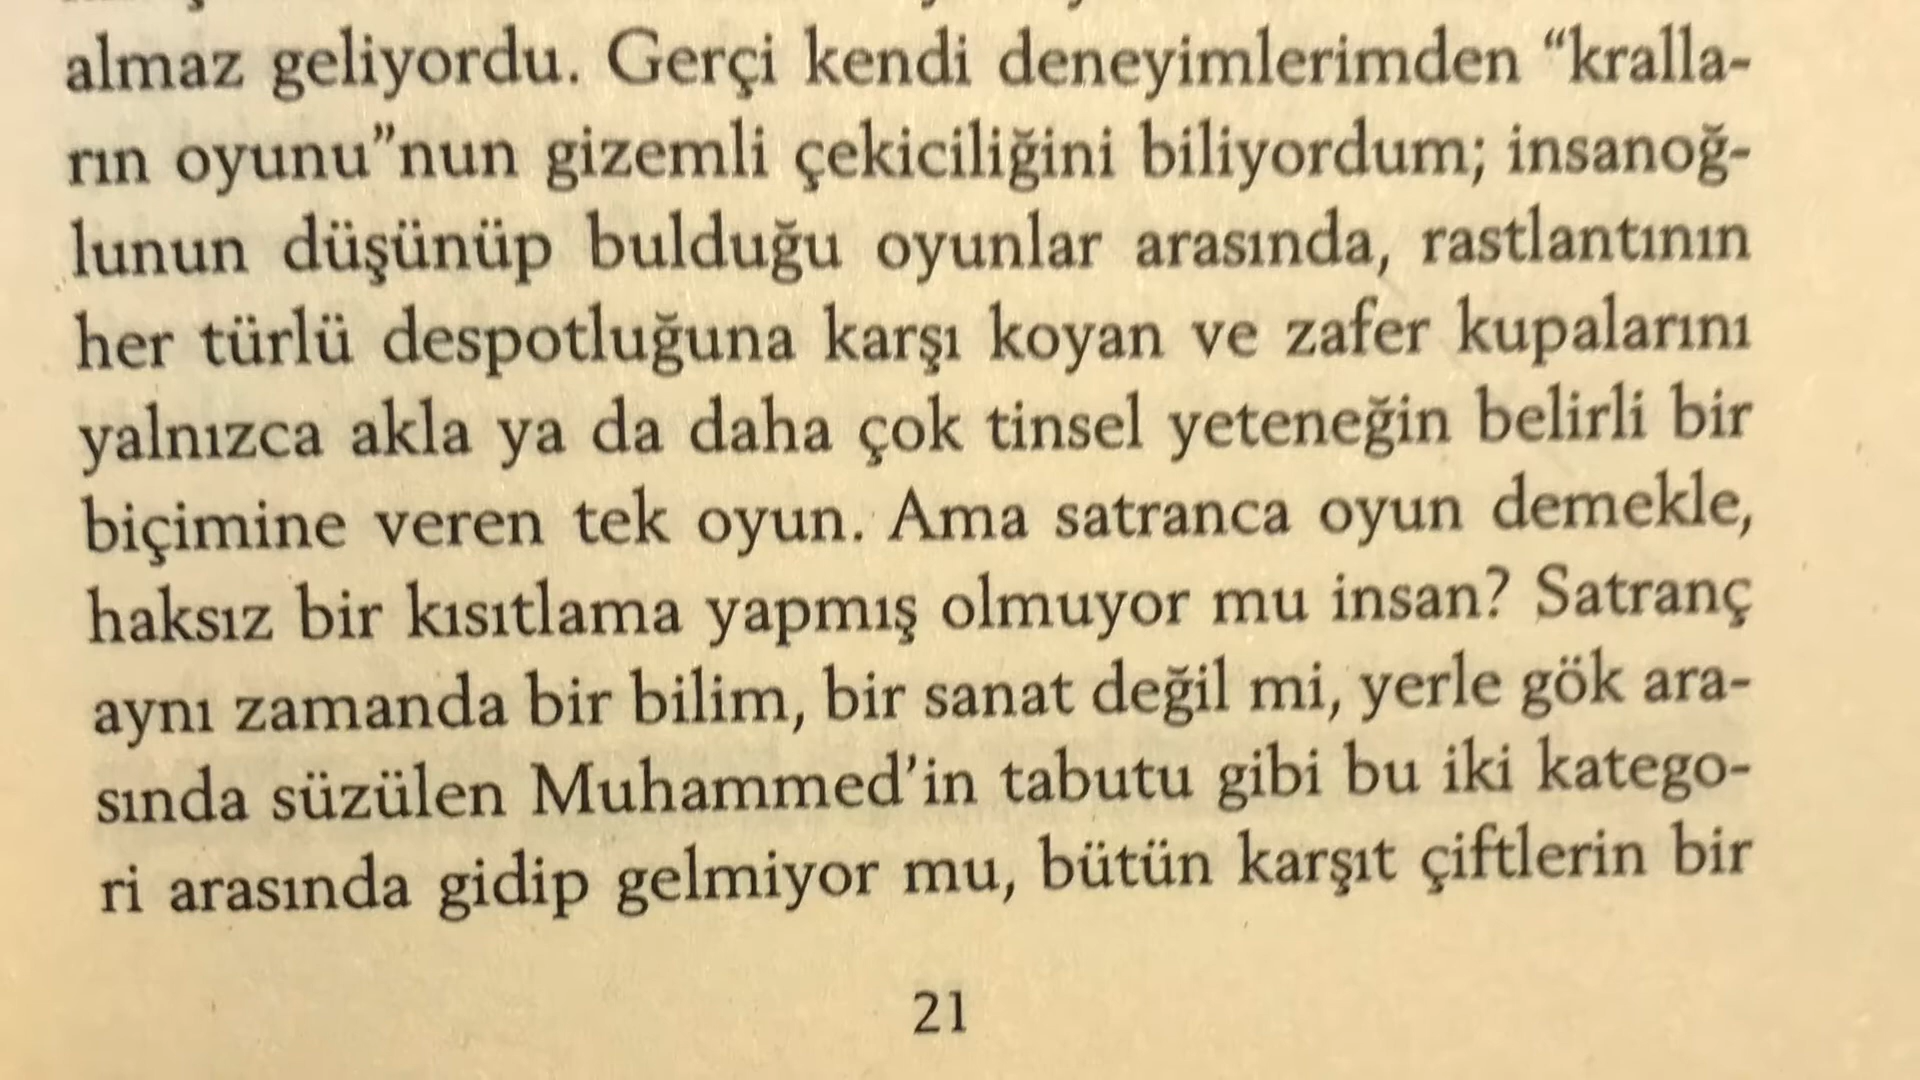 almaz geliyordu. Gerçi kendi deneyimlerimden “kralla-
rın oyunu”nun gizemli çekiciliğini biliyordum; insanoğ-
lunun düşünüp bulduğu oyunlar arasında, rastlantının
her türlü despotluğuna karşı koyan ve zafer kupalarını
yalnızca akla ya da daha çok tinsel yeteneğin belirli bir
biçimine veren tek oyun. Ama satranca oyun demekle,
haksız bir kısıtlama yapmış olmuyor mu insan? Satranç
aynı zamanda bir bilim, bir sanat değil mi, yerle gök ara-
sında süzülen Muhammed’in tabutu gibi bu iki katego-
ri arasında gidip gelmiyor mu, bütün karşıt çiftlerin bir
21